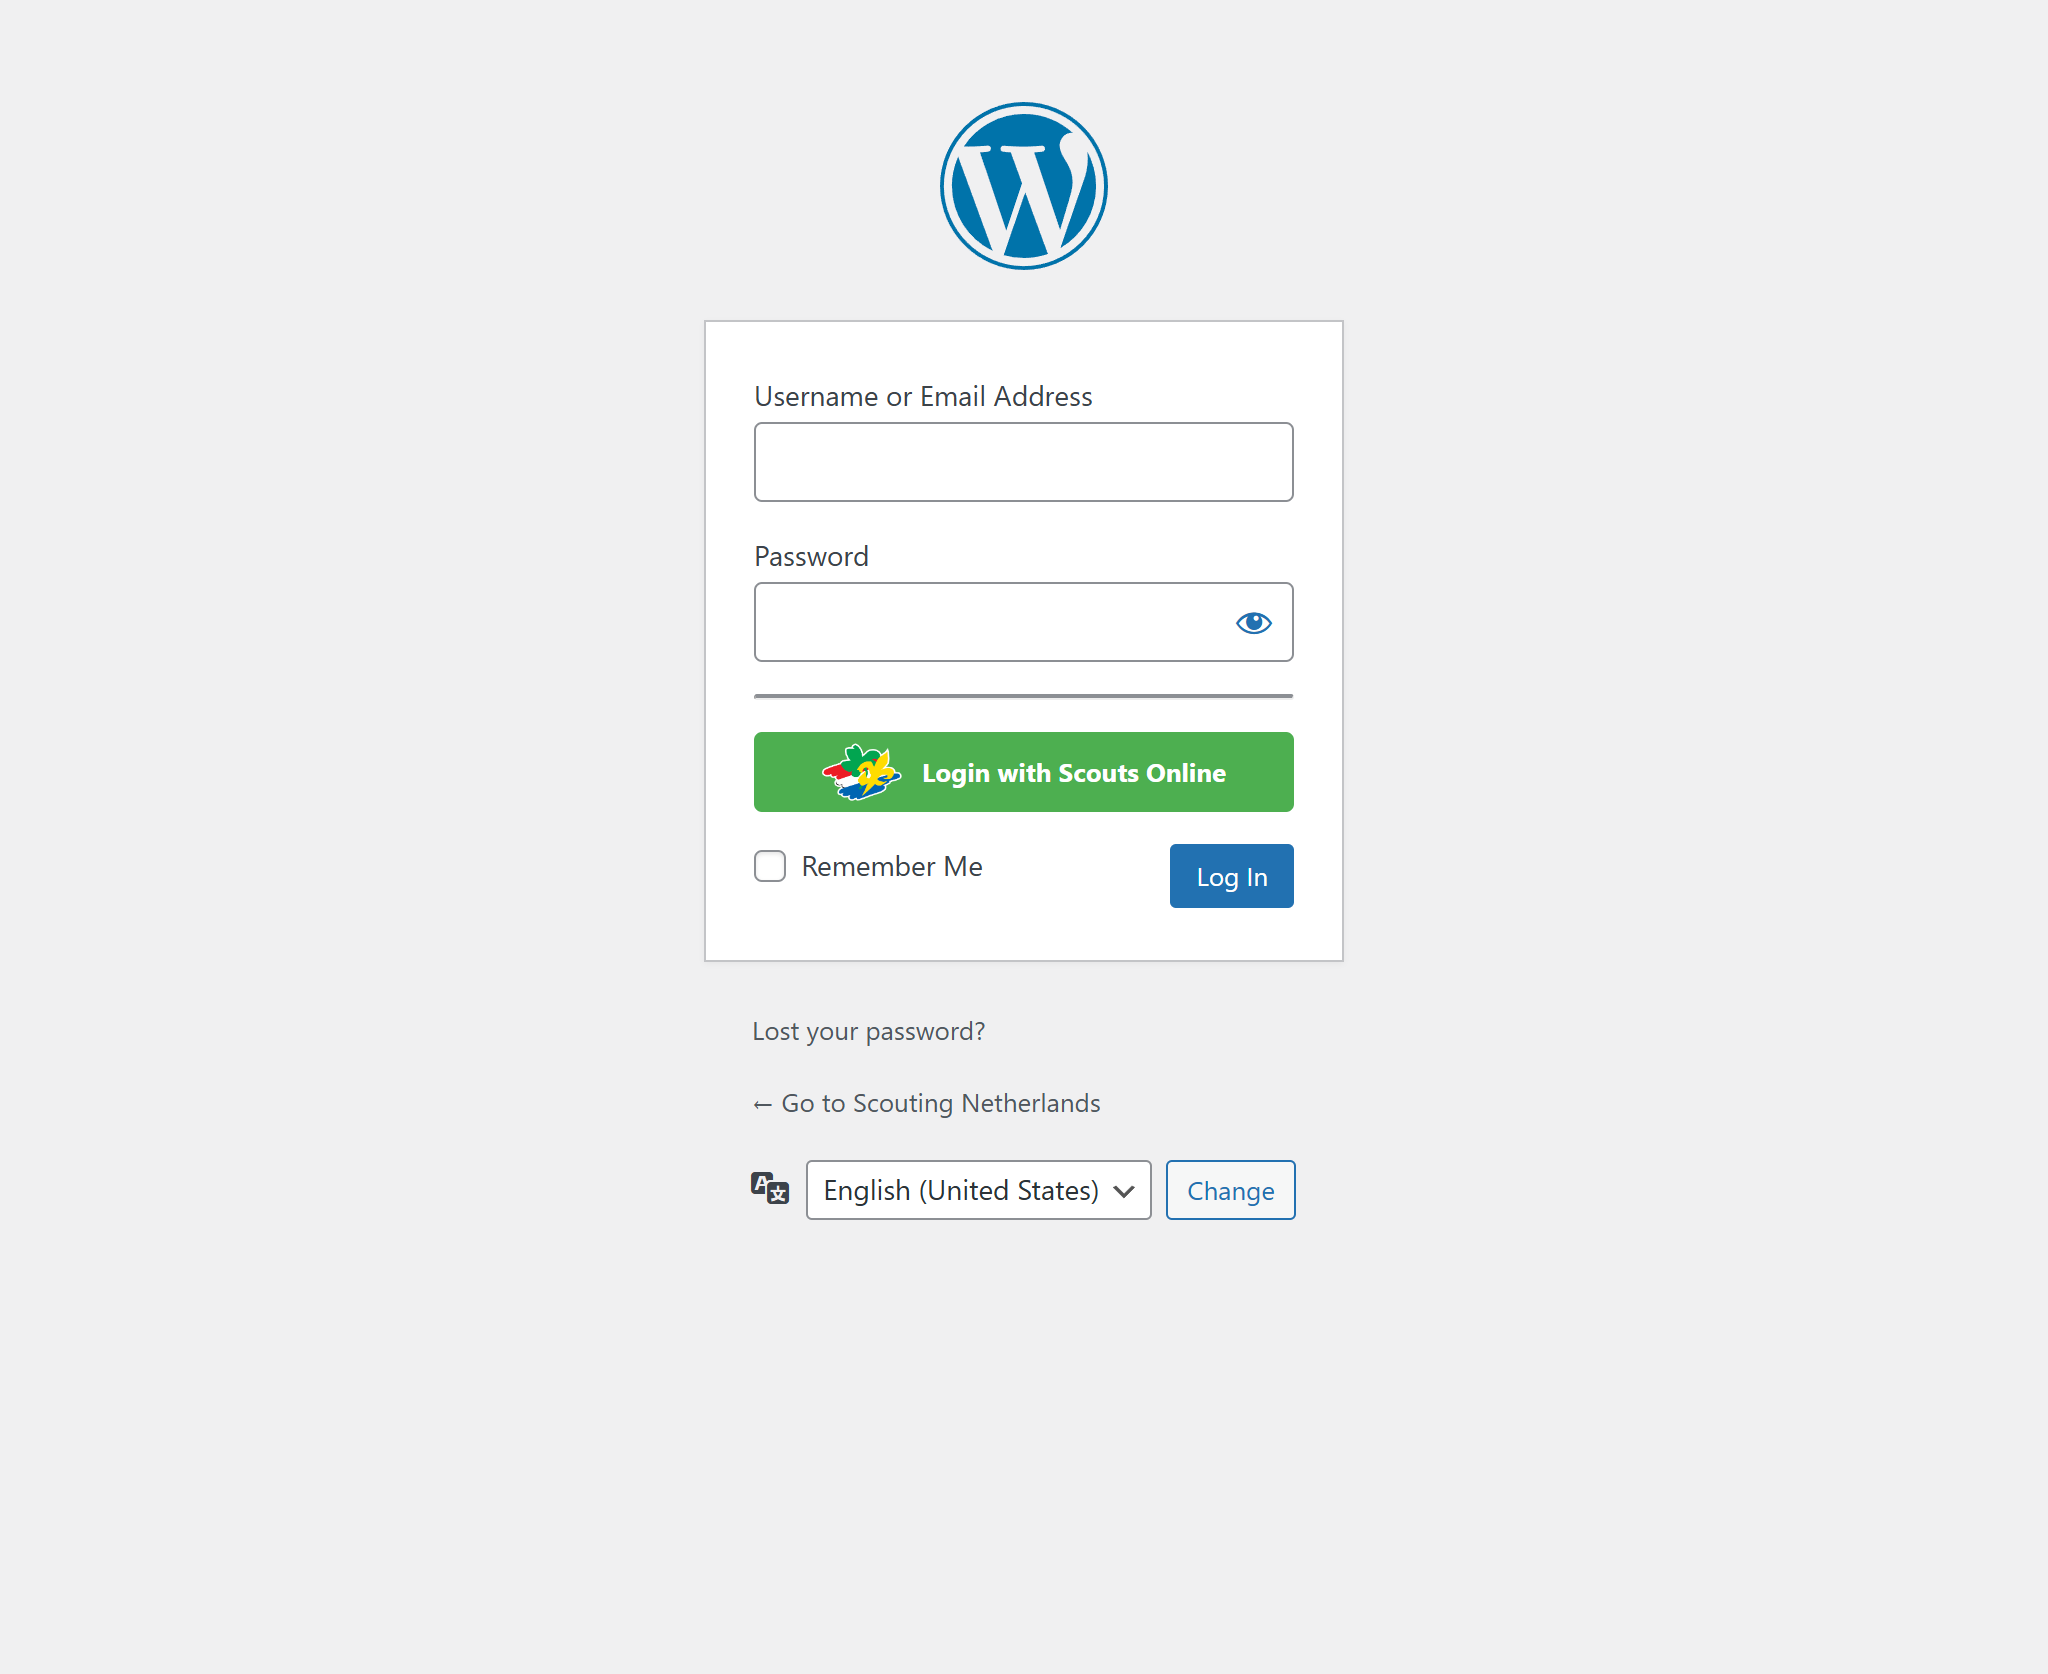 Username or Email Address
Password
Login with Scouts Online
Remember Me
Log In
Lost your password?
← Go to Scouting Netherlands
English (United States)
Change